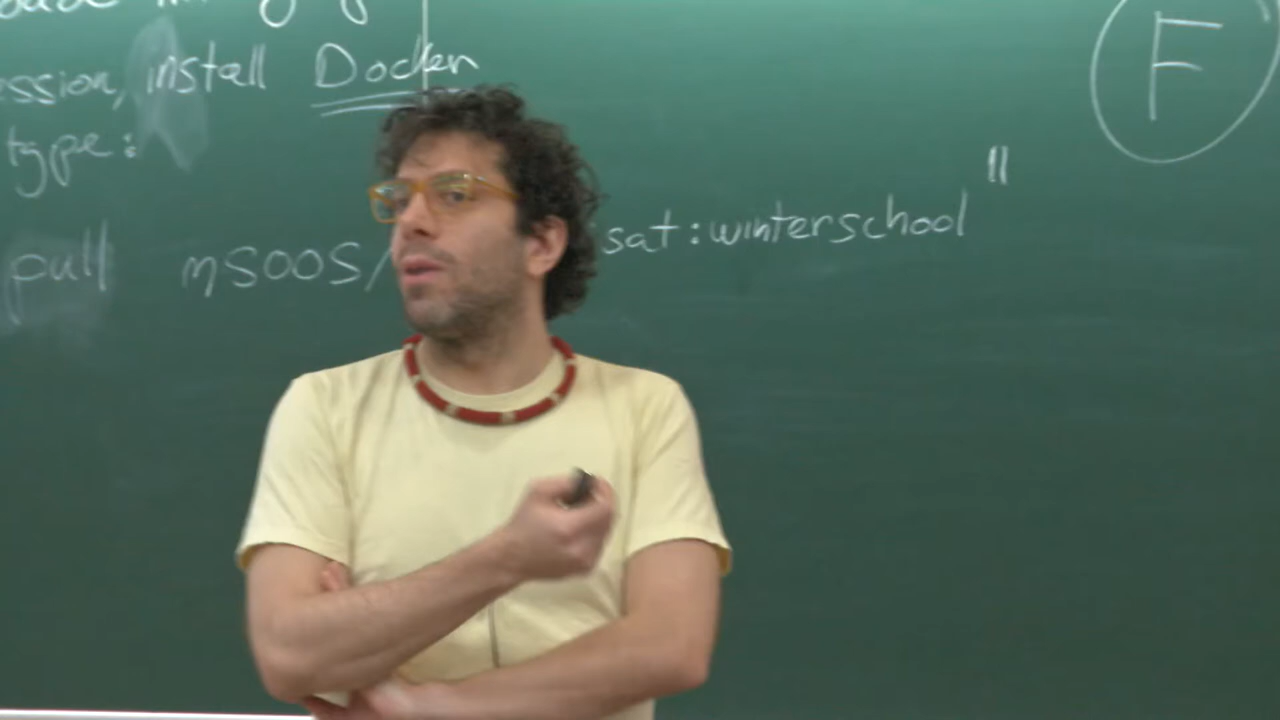 F
ession, install Docker
type:
pull msoos/ sat:winterschool"